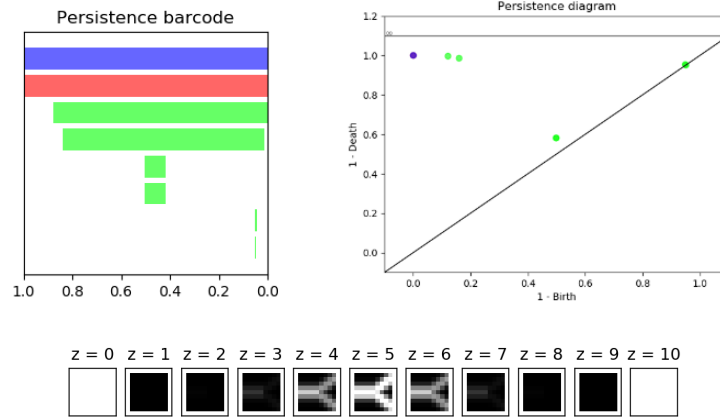 Persistence barcode
1.0 0.8 0.6 0.4 0.2 0.0
Persistence diagram
1.2
1.0
0.8
0.6
0.4
0.2
0.0
1 - Death
0.0 0.2 0.4 0.6 0.8 1.0
1 - Birth
z = 0 z = 1 z = 2 z = 3 z = 4 z = 5 z = 6 z = 7 z = 8 z = 9 z = 10